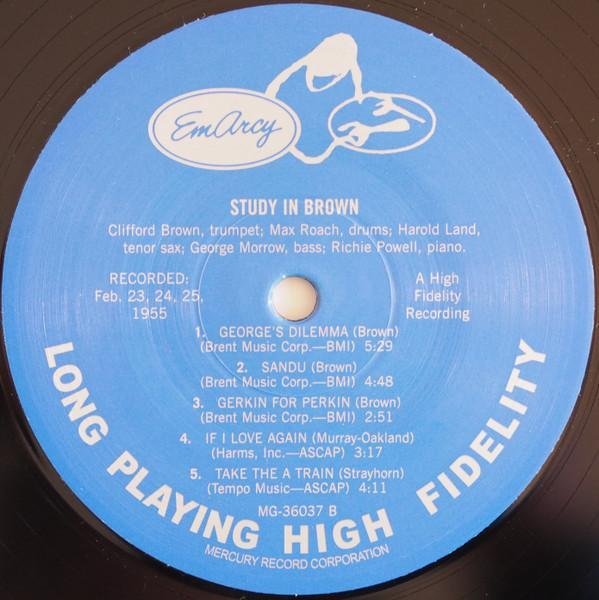 EmArcy
STUDY IN BROWN
Clifford Brown, trumpet; Max Roach, drums; Harold Land,
tenor sax; George Morrow, bass; Richie Powell, piano.
RECORDED:
Feb. 23, 24, 25,
1955
A High
Fidelity
Recording
1. GEORGE'S DILEMMA (Brown)
(Brent Music Corp.—BMI) 5:29
2. SANDU (Brown)
(Brent Music Corp.—BMI) 4:48
3. GERKIN FOR PERKIN (Brown)
(Brent Music Corp.—BMI) 2:51
4. IF I LOVE AGAIN (Murray-Oakland)
(Harms, Inc.—ASCAP) 3:17
5. TAKE THE A TRAIN (Strayhorn)
(Tempo Music—ASCAP) 4:11
MG-36037 B
LONG PLAYING HIGH FIDELITY
MERCURY RECORD CORPORATION